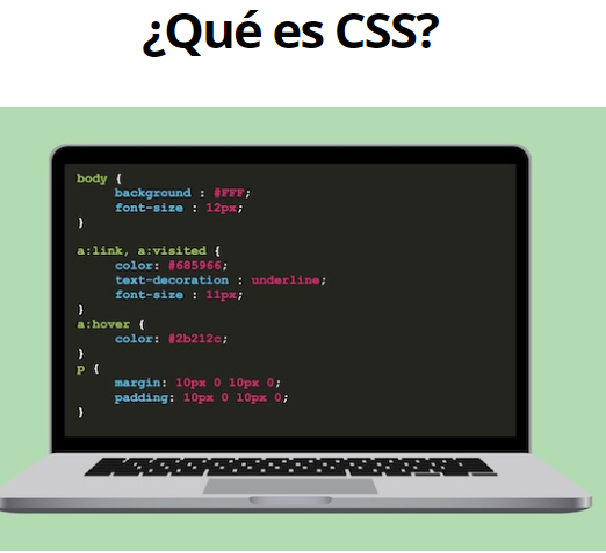 ¿Qué es CSS?
body {
background : #FFF;
font-size : 12px;
}
a:link, a:visited {
color: #685966;
text-decoration : underline;
font-size : 11px;
}
a:hover {
color: #2b212c;
}
p {
margin: 10px 0 10px 0;
padding: 10px 0 10px 0;
}